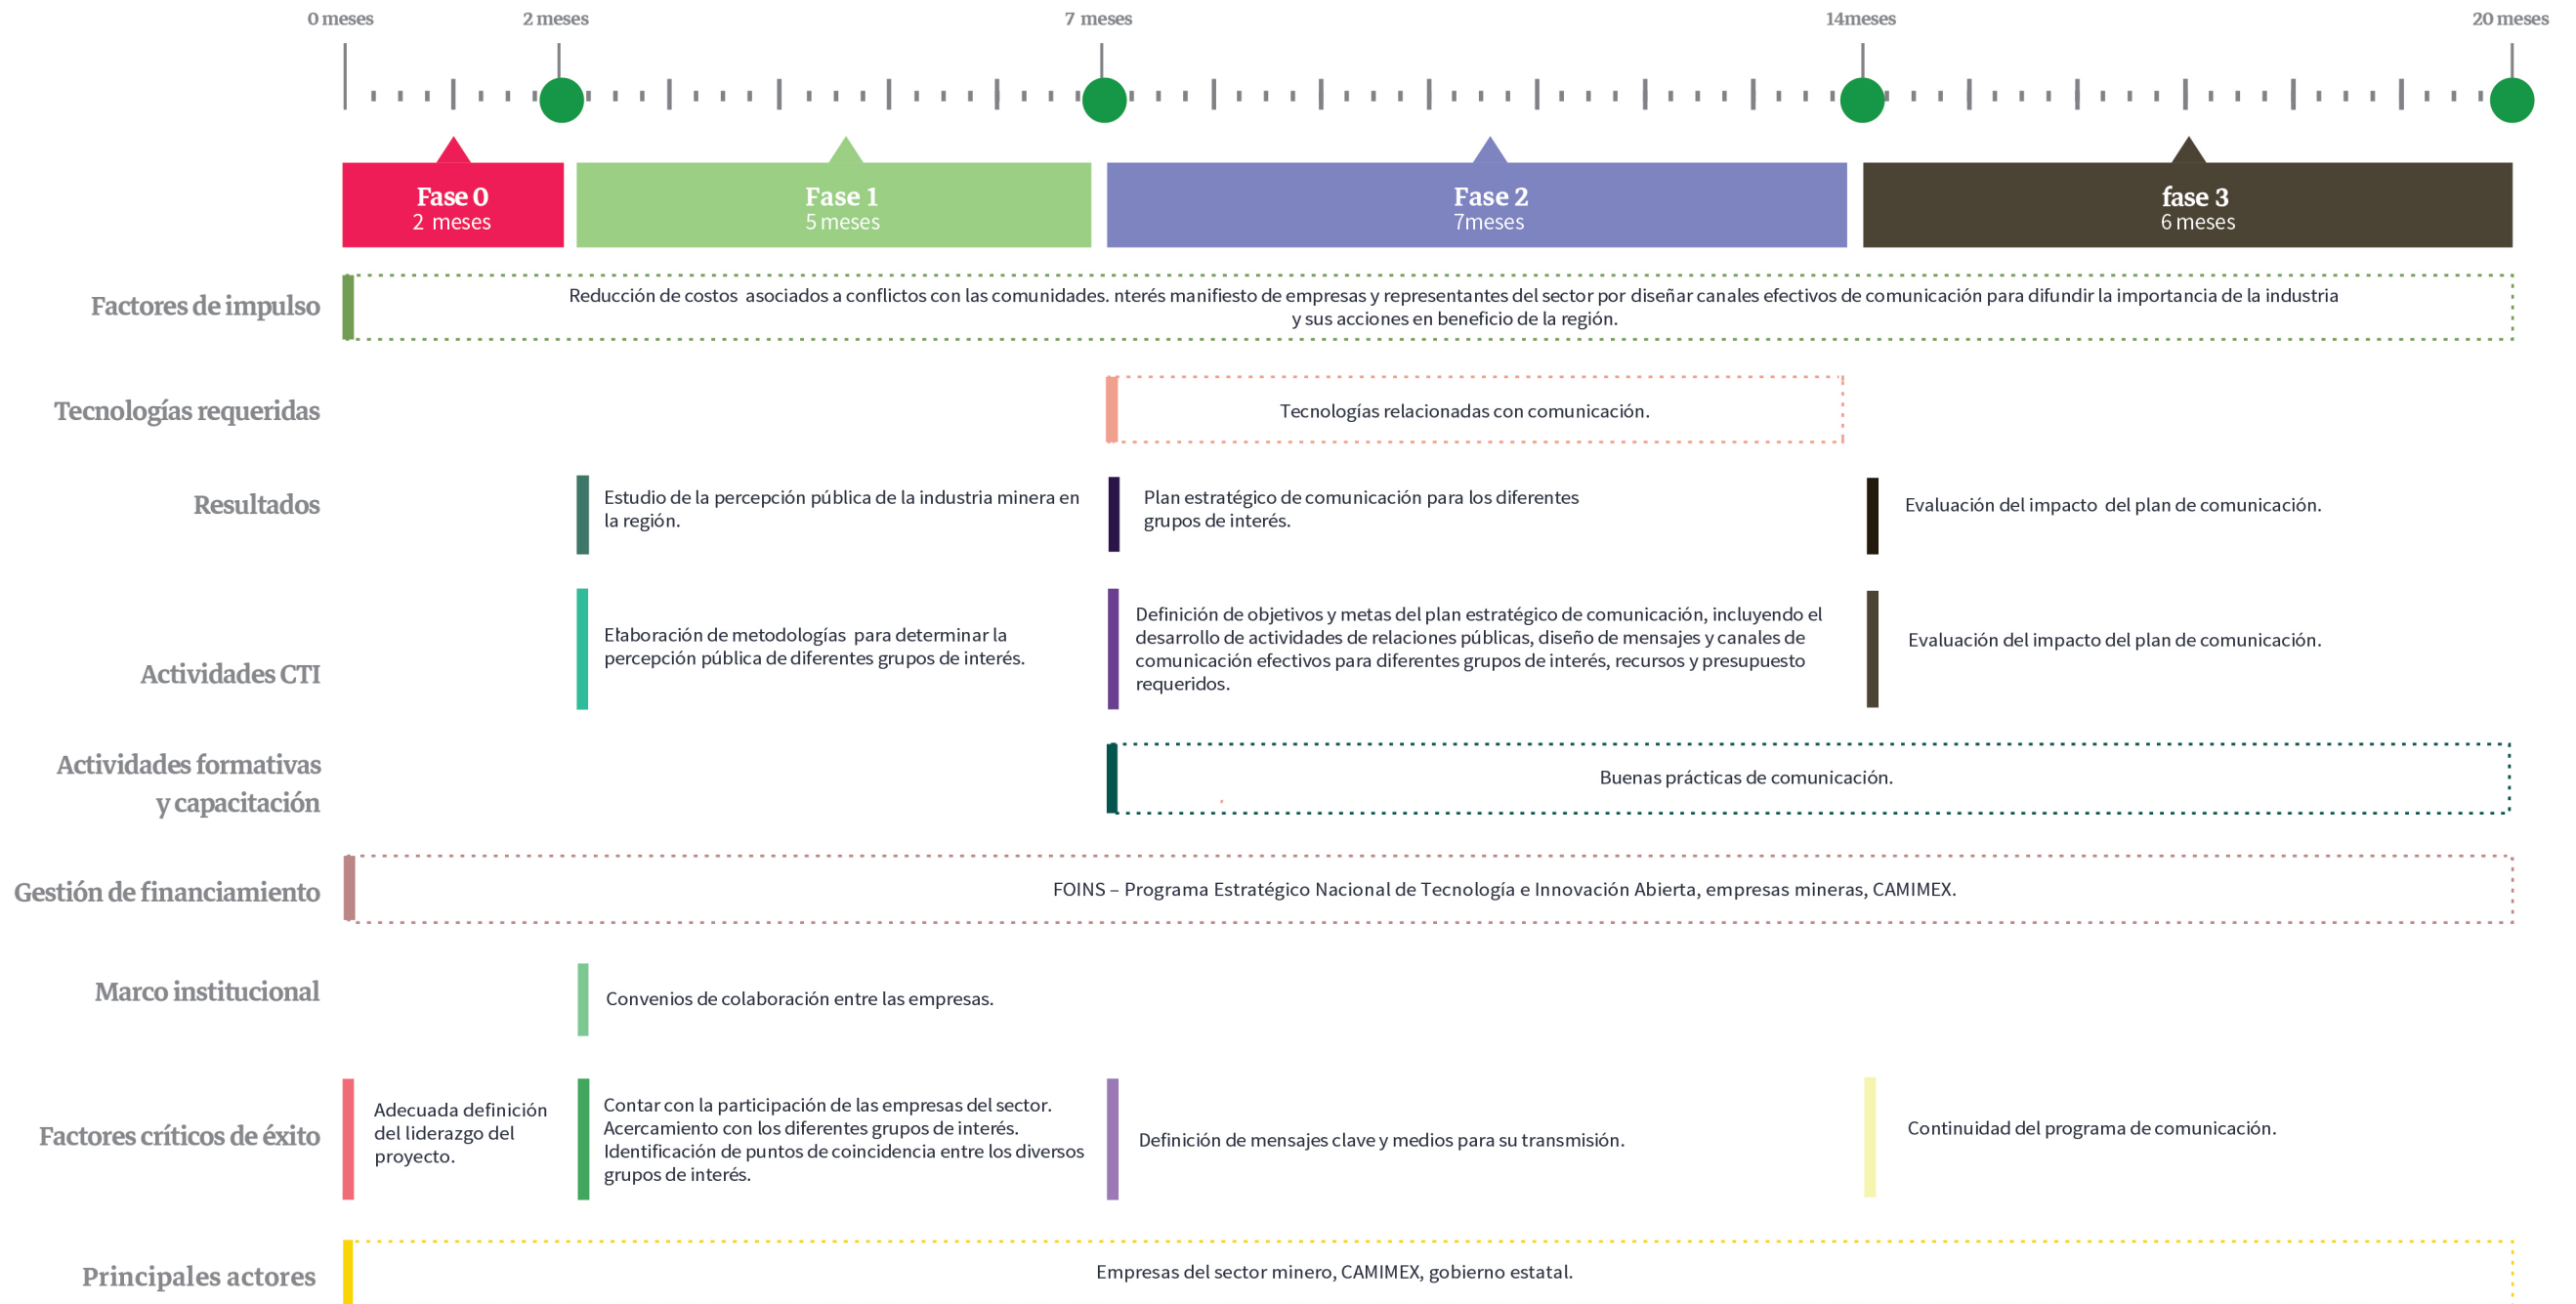 0 meses
2 meses
7 meses
14meses
20 meses
Fase 0
2 meses
Fase 1
5 meses
Fase 2
7meses
fase 3
6 meses
Factores de impulso
Reducción de costos asociados a conflictos con las comunidades. nterés manifiesto de empresas y representantes del sector por diseñar canales efectivos de comunicación para difundir la importancia de la industria
y sus acciones en beneficio de la región.
Tecnologías requeridas
Tecnologías relacionadas con comunicación.
Resultados
Estudio de la percepción pública de la industria minera en
la región.
Plan estratégico de comunicación para los diferentes
grupos de interés.
Evaluación del impacto del plan de comunicación.
Actividades CTI
Elaboración de metodologías para determinar la
percepción pública de diferentes grupos de interés.
Definición de objetivos y metas del plan estratégico de comunicación, incluyendo el
desarrollo de actividades de relaciones públicas, diseño de mensajes y canales de
comunicación efectivos para diferentes grupos de interés, recursos y presupuesto
requeridos.
Evaluación del impacto del plan de comunicación.
Actividades formativas
y capacitación
Buenas prácticas de comunicación.
Gestión de financiamiento
FOINS – Programa Estratégico Nacional de Tecnología e Innovación Abierta, empresas mineras, CAMIMEX.
Marco institucional
Convenios de colaboración entre las empresas.
Factores críticos de éxito
Adecuada definición
del liderazgo del
proyecto.
Contar con la participación de las empresas del sector.
Acercamiento con los diferentes grupos de interés.
Identificación de puntos de coincidencia entre los diversos
grupos de interés.
Definición de mensajes clave y medios para su transmisión.
Continuidad del programa de comunicación.
Principales actores
Empresas del sector minero, CAMIMEX, gobierno estatal.